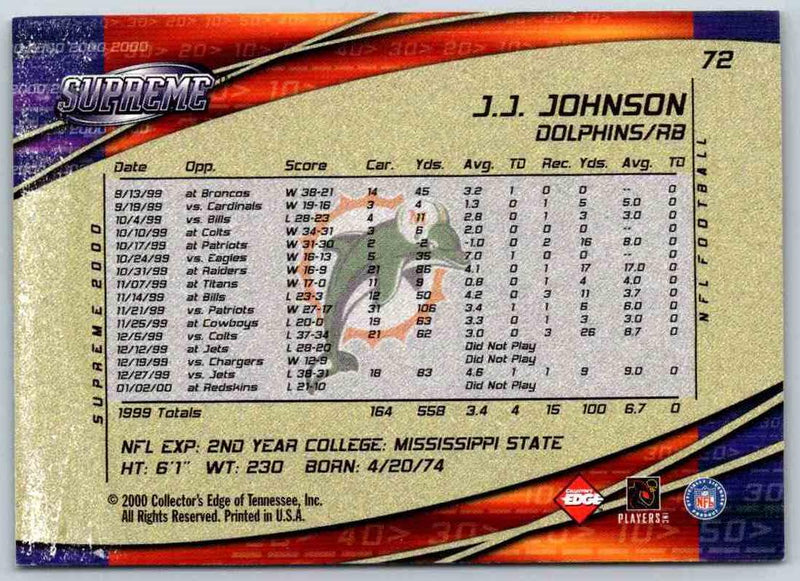 2000 2000 2000
72
SUPREME
J.J. JOHNSON
DOLPHINS/RB
Date Opp. Score Car. Yds. Avg. TD Rec. Yds. Avg. TD
9/13/99 at Broncos W 38-21 14 45 3.2 1 0 0 -- 0
9/19/99 vs. Cardinals W 19-16 3 4 1.3 0 1 5 5.0 0
10/4/99 vs. Bills L 28-23 4 11 2.8 0 1 3 3.0 0
10/10/99 at Colts W 34-31 3 6 2.0 0 0 0 -- 0
10/17/99 at Patriots W 31-30 2 -2 -1.0 0 2 16 8.0 0
10/24/99 vs. Eagles W 16-13 5 35 7.0 1 0 0 -- 0
10/31/99 at Raiders W 16-9 21 86 4.1 0 1 17 17.0 0
11/07/99 at Titans W 17-0 11 9 0.8 0 1 4 4.0 0
11/14/99 at Bills L 23-3 12 50 4.2 0 3 11 3.7 0
11/21/99 vs. Patriots W 27-17 31 106 3.4 1 1 6 6.0 0
11/25/99 at Cowboys L 20-0 19 63 3.3 0 1 3 3.0 0
12/5/99 vs. Colts L 37-34 21 62 3.0 0 3 26 8.7 0
12/12/99 at Jets L 28-20 Did Not Play
12/19/99 vs. Chargers W 12-9 Did Not Play
12/27/99 vs. Jets L 38-31 18 83 4.6 1 1 9 9.0 0
01/02/00 at Redskins L 21-10 Did Not Play
1999 Totals 164 558 3.4 4 15 100 6.7 0
SUPREME 2000
NFL FOOTBALL
NFL EXP: 2ND YEAR COLLEGE: MISSISSIPPI STATE
HT: 6'1" WT: 230 BORN: 4/20/74
© 2000 Collector's Edge of Tennessee, Inc.
All Rights Reserved. Printed in U.S.A.
COLLECTOR'S
EDGE
PLAYERS INC
NFL